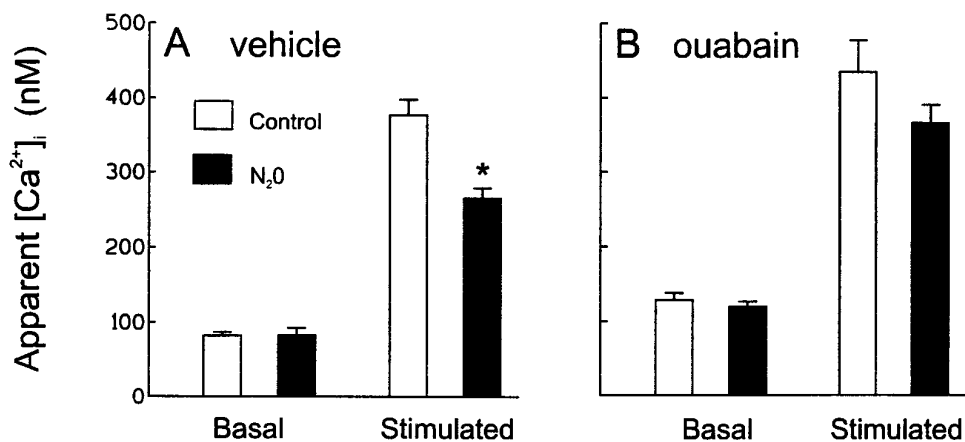 A vehicle
B ouabain
Apparent [Ca²⁺]ᵢ (nM)
500
400
300
200
100
0
Control
N₂0
*
Basal
Stimulated
Basal
Stimulated